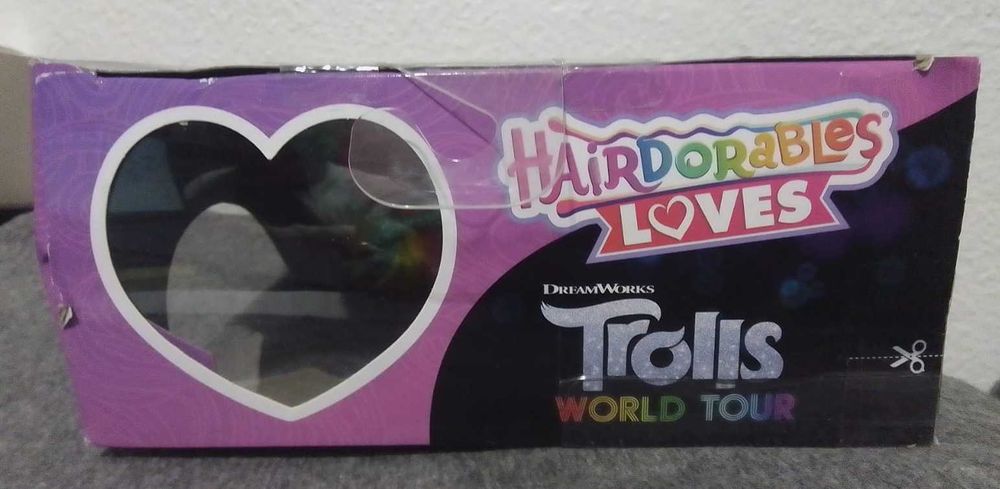 HAiRDORaBLeS®
LOVES
DREAMWORKS
Trolls
WORLD TOUR